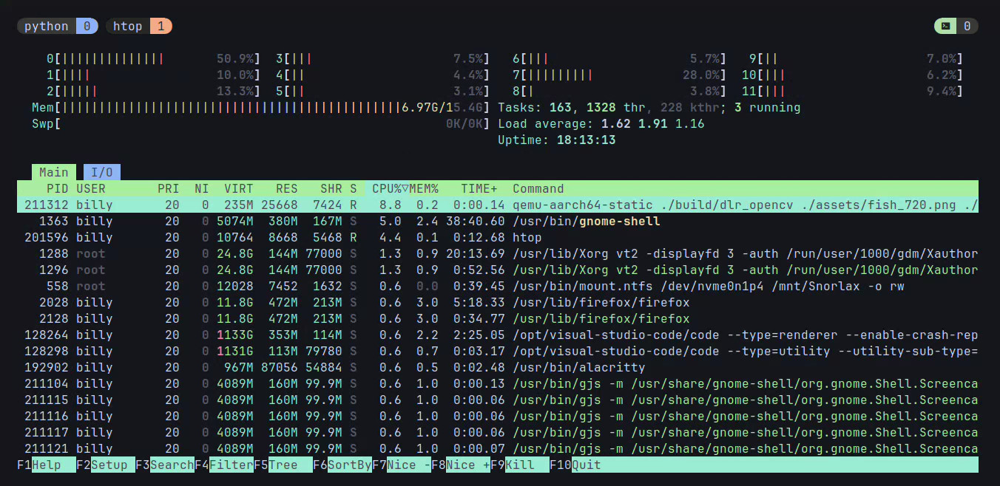 python 0 htop 1 0
0[||||||||||||||50.9%] 3[|||7.5%] 6[|||5.7%] 9[||7.0%]
1[||||10.0%] 4[||4.4%] 7[|||||||||28.0%] 10[|||6.2%]
2[|||||13.3%] 5[||3.1%] 8[|3.8%] 11[|||9.4%]
Mem[||||||||||||||||||||||||||||||||||||||||||||||6.97G/15.4G] Tasks: 163, 1328 thr, 228 kthr; 3 running
Swp[0K/0K] Load average: 1.62 1.91 1.16
Uptime: 18:13:13
Main I/O
PID USER PRI NI VIRT RES SHR S CPU%▽MEM% TIME+ Command
211312 billy 20 0 235M 25668 7424 R 8.8 0.2 0:00.14 qemu-aarch64-static ./build/dlr_opencv ./assets/fish_720.png ./
1363 billy 20 0 5074M 380M 167M S 5.0 2.4 38:40.60 /usr/bin/gnome-shell
201596 billy 20 0 10764 8668 5468 R 4.4 0.1 0:12.68 htop
1288 root 20 0 24.8G 144M 77000 S 1.3 0.9 20:13.69 /usr/lib/Xorg vt2 -displayfd 3 -auth /run/user/1000/gdm/Xauthor
1296 root 20 0 24.8G 144M 77000 S 1.3 0.9 0:52.56 /usr/lib/Xorg vt2 -displayfd 3 -auth /run/user/1000/gdm/Xauthor
558 root 20 0 12028 7452 1632 S 0.6 0.0 0:39.45 /usr/bin/mount.ntfs /dev/nvme0n1p4 /mnt/Snorlax -o rw
2028 billy 20 0 11.8G 472M 213M S 0.6 3.0 5:18.33 /usr/lib/firefox/firefox
2128 billy 20 0 11.8G 472M 213M S 0.6 3.0 0:34.77 /usr/lib/firefox/firefox
128264 billy 20 0 1133G 353M 114M S 0.6 2.2 2:25.05 /opt/visual-studio-code/code --type=renderer --enable-crash-rep
128298 billy 20 0 1131G 113M 79780 S 0.6 0.7 0:03.17 /opt/visual-studio-code/code --type=utility --utility-sub-type=
192902 billy 20 0 967M 87056 54884 S 0.6 0.5 0:02.48 /usr/bin/alacritty
211104 billy 20 0 4089M 160M 99.9M S 0.6 1.0 0:00.13 /usr/bin/gjs -m /usr/share/gnome-shell/org.gnome.Shell.Screenca
211115 billy 20 0 4089M 160M 99.9M S 0.6 1.0 0:00.06 /usr/bin/gjs -m /usr/share/gnome-shell/org.gnome.Shell.Screenca
211116 billy 20 0 4089M 160M 99.9M S 0.6 1.0 0:00.06 /usr/bin/gjs -m /usr/share/gnome-shell/org.gnome.Shell.Screenca
211117 billy 20 0 4089M 160M 99.9M S 0.6 1.0 0:00.06 /usr/bin/gjs -m /usr/share/gnome-shell/org.gnome.Shell.Screenca
211121 billy 20 0 4089M 160M 99.9M S 0.6 1.0 0:00.07 /usr/bin/gjs -m /usr/share/gnome-shell/org.gnome.Shell.Screenca
F1Help F2Setup F3SearchF4FilterF5Tree F6SortByF7Nice -F8Nice +F9Kill F10Quit